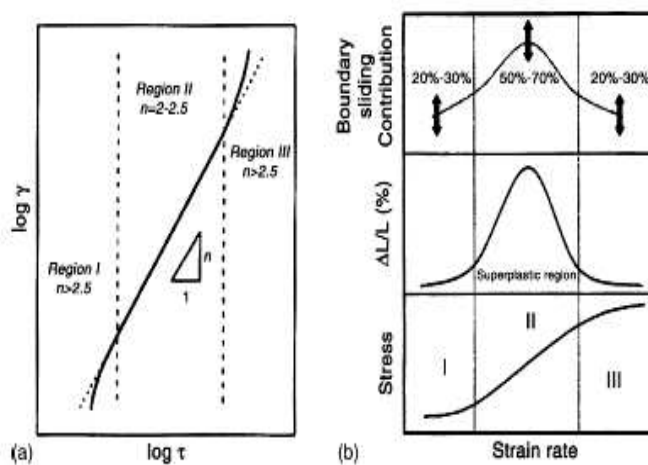 Region II
n=2-2.5
Region III
n>2.5
Region I
n>2.5
n
1
log γ
log τ
(a)
Boundary
sliding
Contribution
20%-30%
50%-70%
20%-30%
ΔL/L (%)
Superplastic region
Stress
I
II
III
Strain rate
(b)